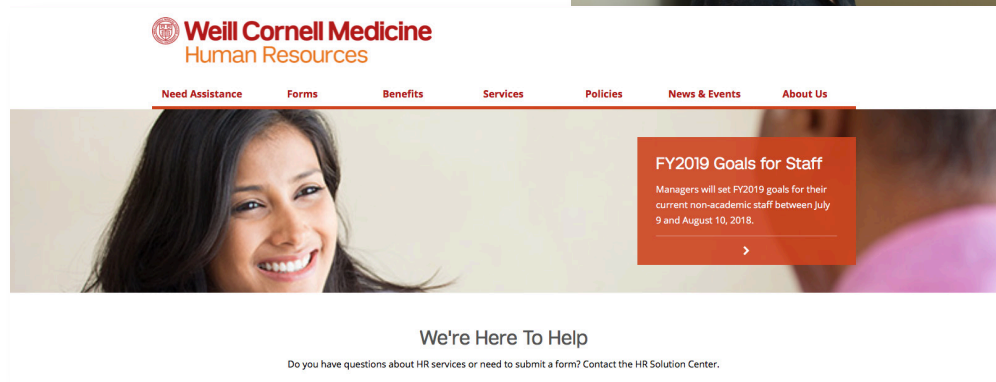 Weill Cornell Medicine
Human Resources
Need Assistance Forms Benefits Services Policies News & Events About Us
FY2019 Goals for Staff
Managers will set FY2019 goals for their
current non-academic staff between July
9 and August 10, 2018.
We're Here To Help
Do you have questions about HR services or need to submit a form? Contact the HR Solution Center.